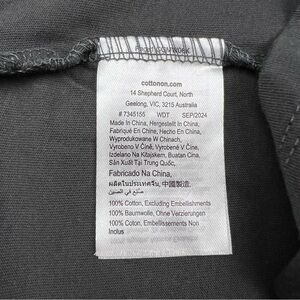 cottonon.com
14 Shepherd Court, North
Geelong, VIC, 3215 Australia
# 7345155 WDT SEP/2024
Made In China, Hergestellt In China,
Fabriqué En Chine, Hecho En China,
Wyprodukowane W Chinach,
Vyrobeno V Číně, Vyrobené V Číne,
Izdelano Na Kitajskem, Buatan Cina,
Sản Xuất Tại Trung Quốc,
Fabricado Na China,
ผลิตในประเทศจีน, 中國製造,
صنع في الصين
100% Cotton, Excluding Embellishments
100% Baumwolle, Ohne Verzierungen
100% Coton, Embellissements Non
Inclus